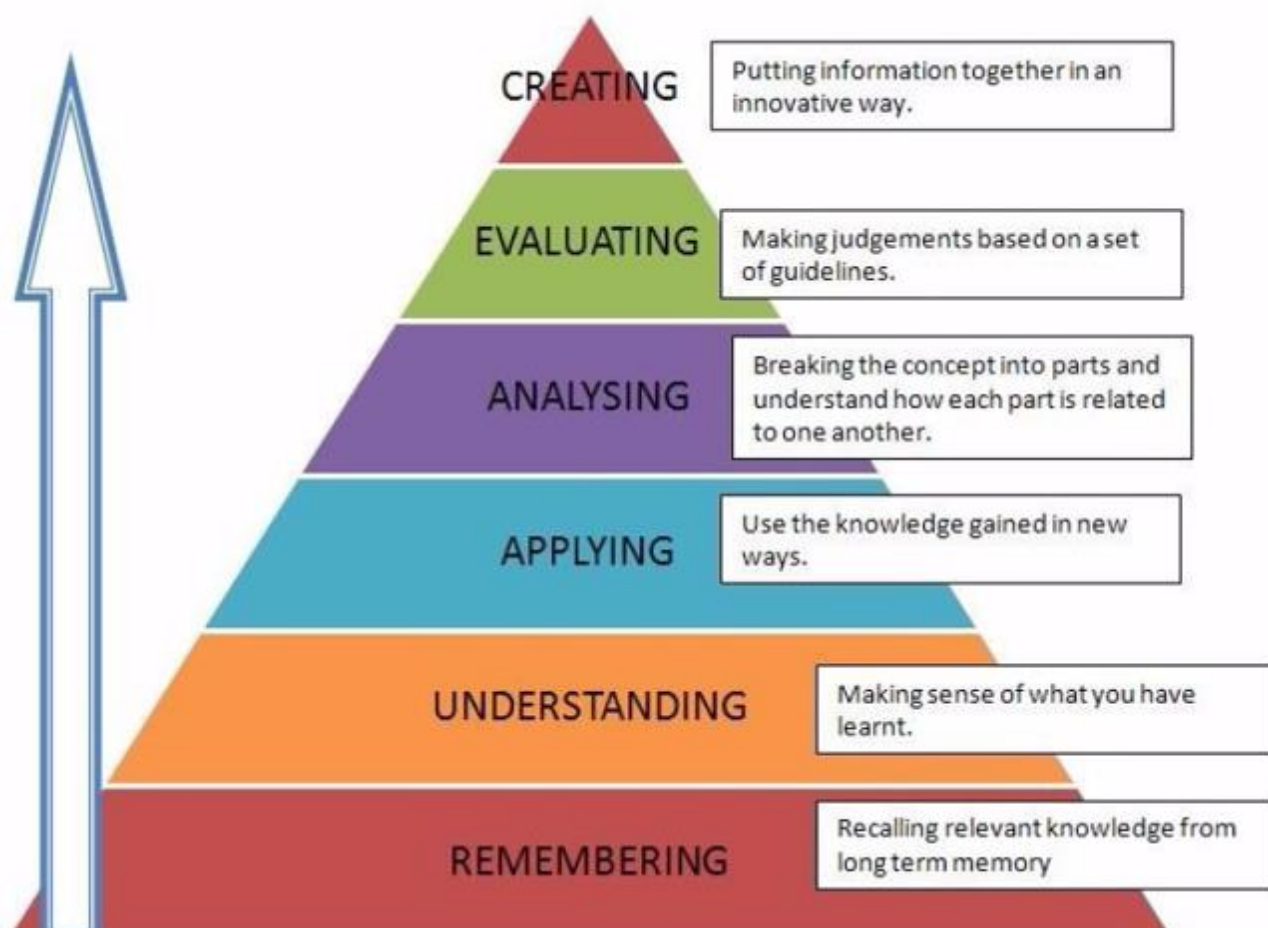 CREATING
Putting information together in an
innovative way.
EVALUATING
Making judgements based on a set
of guidelines.
ANALYSING
Breaking the concept into parts and
understand how each part is related
to one another.
APPLYING
Use the knowledge gained in new
ways.
UNDERSTANDING
Making sense of what you have
learnt.
REMEMBERING
Recalling relevant knowledge from
long term memory